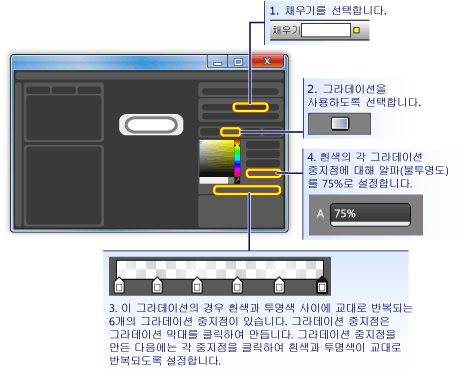 1. 채우기를 선택합니다.
채우기
2. 그라데이션을
사용하도록 선택합니다.
4. 흰색의 각 그라데이션
중지점에 대해 알파(불투명도)
를 75%로 설정합니다.
A 75%
3. 이 그라데이션의 경우 흰색과 투명색 사이에 교대로 반복되는
6개의 그라데이션 중지점이 있습니다. 그라데이션 중지점은
그라데이션 막대를 클릭하여 만듭니다. 그라데이션 중지점을
만든 다음에는 각 중지점을 클릭하여 흰색과 투명색이 교대로
반복되도록 설정합니다.